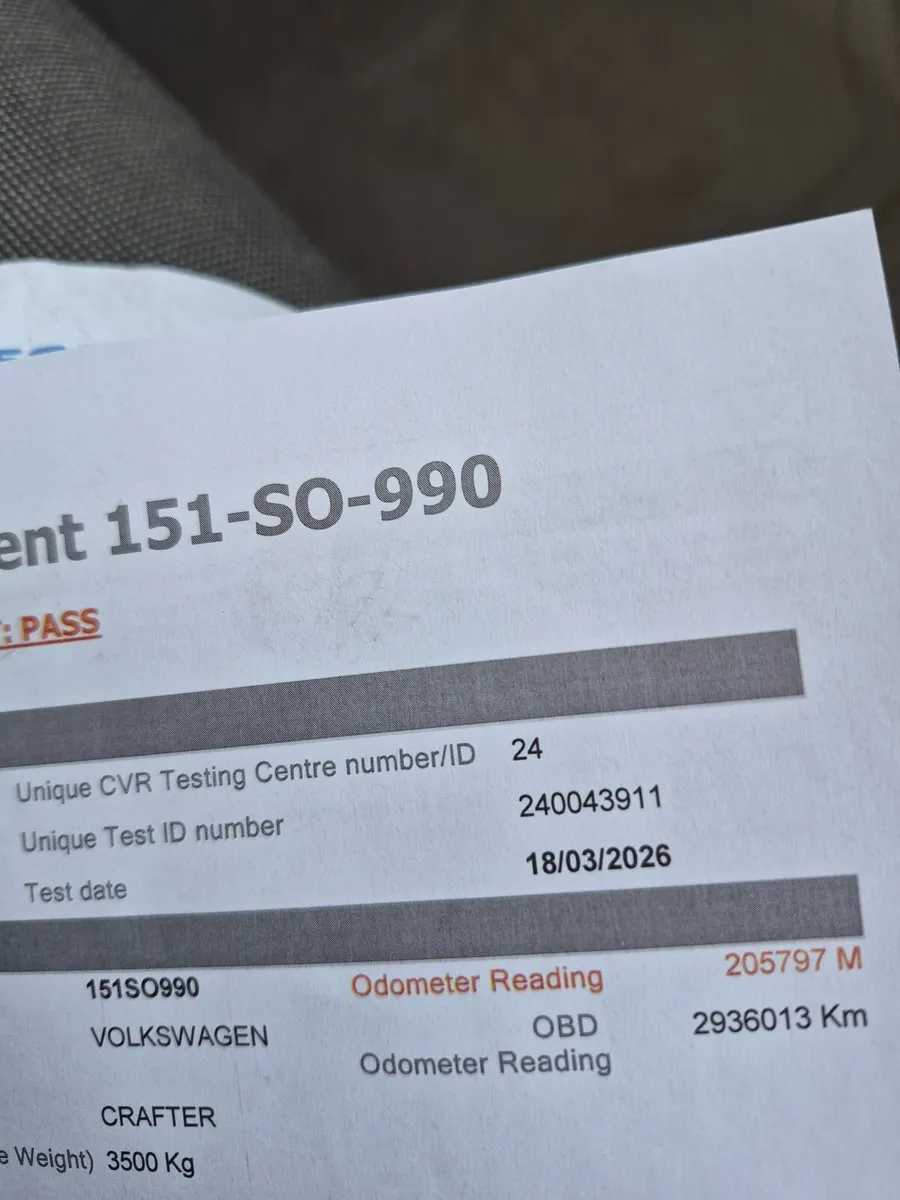 ent 151-SO-990
: PASS
Unique CVR Testing Centre number/ID 24
Unique Test ID number 240043911
Test date 18/03/2026
151SO990 Odometer Reading 205797 M
VOLKSWAGEN OBD 2936013 Km
Odometer Reading
CRAFTER
e Weight) 3500 Kg